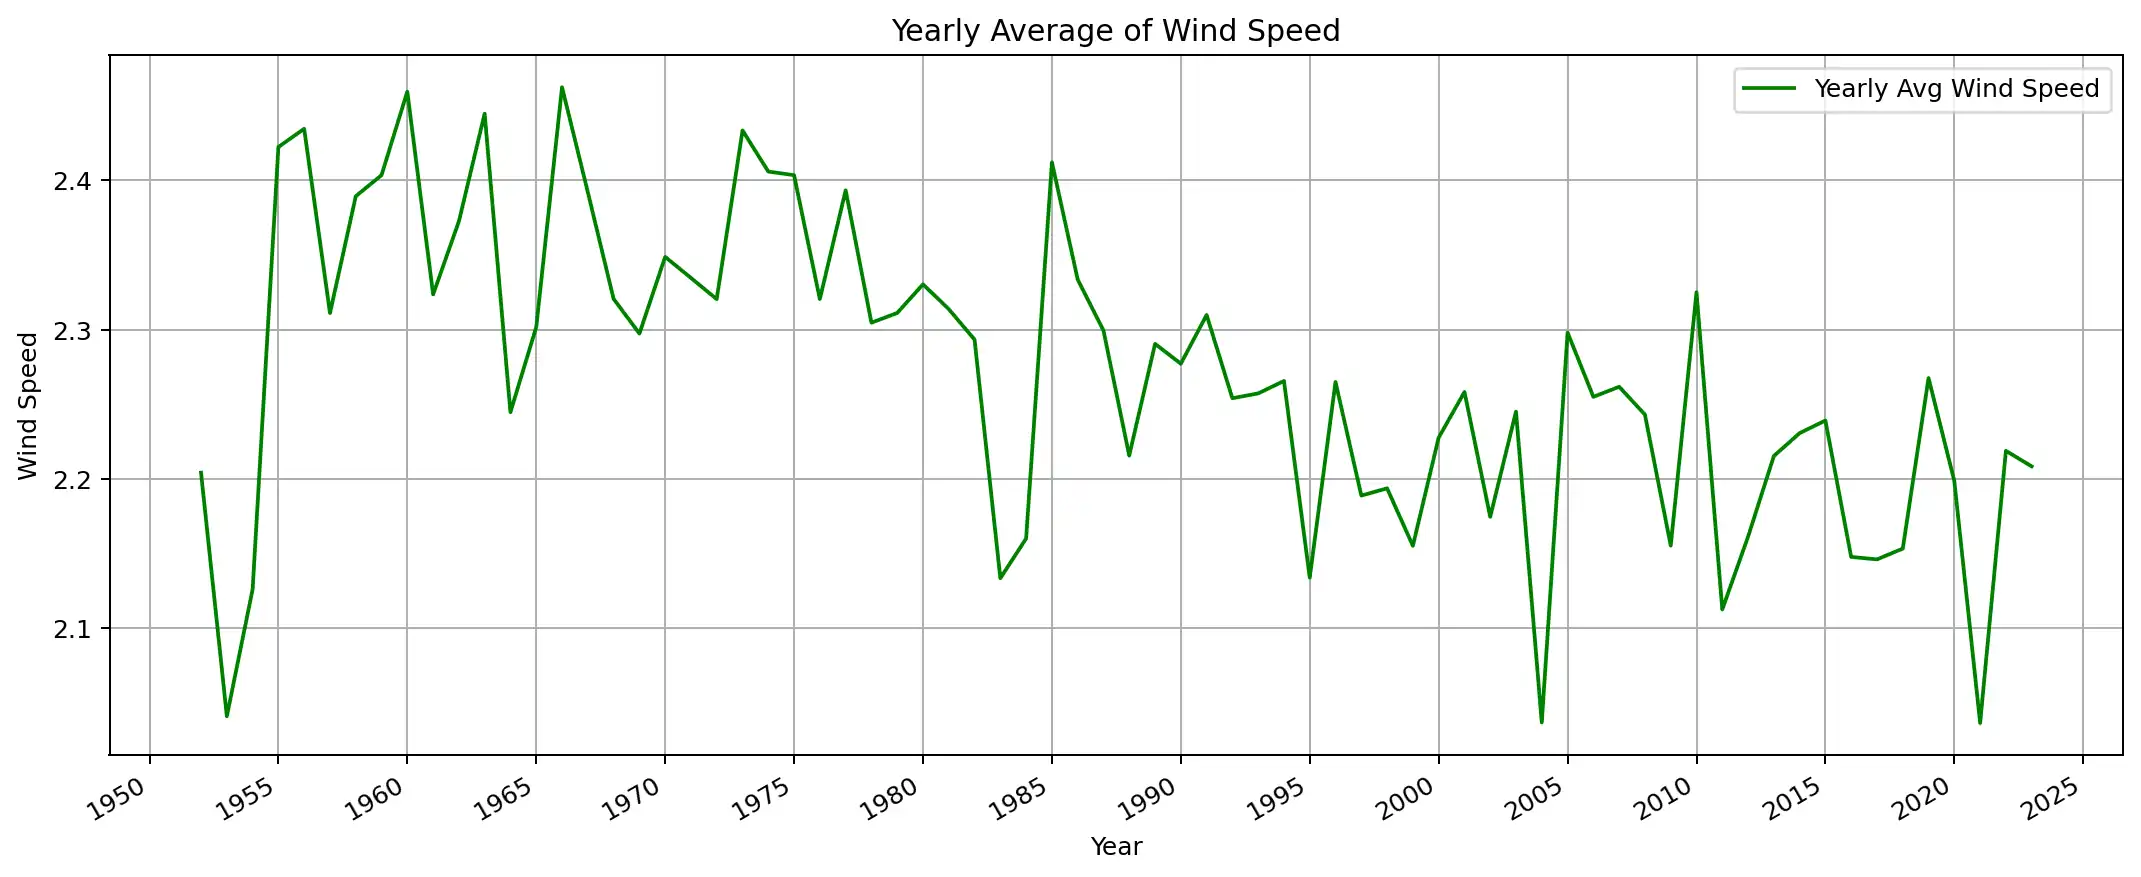 Yearly Average of Wind Speed
Yearly Avg Wind Speed
Wind Speed
2.4
2.3
2.2
2.1
1950 1955 1960 1965 1970 1975 1980 1985 1990 1995 2000 2005 2010 2015 2020 2025
Year